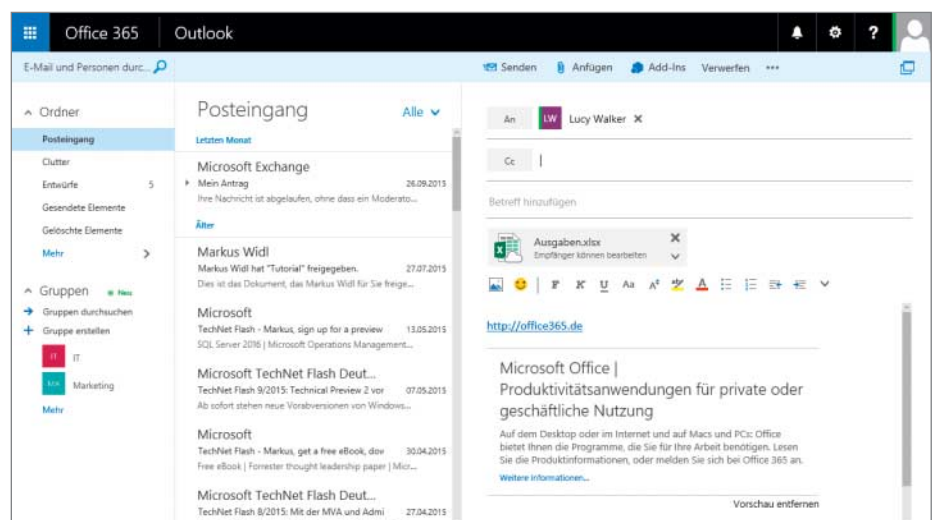 Office 365
Outlook
?
E-Mail und Personen durc...
Senden
Anfügen
Add-Ins
Verwerfen
...
Ordner
Posteingang
Clutter
Entwürfe 5
Gesendete Elemente
Gelöschte Elemente
Mehr
Gruppen
Neu
Gruppen durchsuchen
Gruppe erstellen
IT IT
MA Marketing
Mehr
Posteingang Alle
Letzten Monat
Microsoft Exchange
Mein Antrag 26.09.2015
Ihre Nachricht ist abgelaufen, ohne dass ein Moderato...
Älter
Markus Widl
Markus Widl hat "Tutorial" freigegeben. 27.07.2015
Dies ist das Dokument, das Markus Widl für Sie freige...
Microsoft
TechNet Flash - Markus, sign up for a preview 13.05.2015
SQL Server 2016 | Microsoft Operations Management...
Microsoft TechNet Flash Deut...
TechNet Flash 9/2015: Technical Preview 2 vor 07.05.2015
Ab sofort stehen neue Vorabversionen von Windows...
Microsoft
TechNet Flash - Markus, get a free eBook, dov 30.04.2015
Free eBook | Forrester thought leadership paper | Micr...
Microsoft TechNet Flash Deut...
TechNet Flash 8/2015: Mit der MVA und Admi 27.04.2015
An LW Lucy Walker
Cc
Betreff hinzufügen
Ausgaben.xlsx
Empfänger können bearbeiten
F K U Aa A² aby A
http://office365.de
Microsoft Office |
Produktivitätsanwendungen für private oder
geschäftliche Nutzung
Auf dem Desktop oder im Internet und auf Macs und PCs: Office
bietet Ihnen die Programme, die Sie für Ihre Arbeit benötigen. Lesen
Sie die Produktinformationen, oder melden Sie sich bei Office 365 an.
Weitere Informationen...
Vorschau entfernen